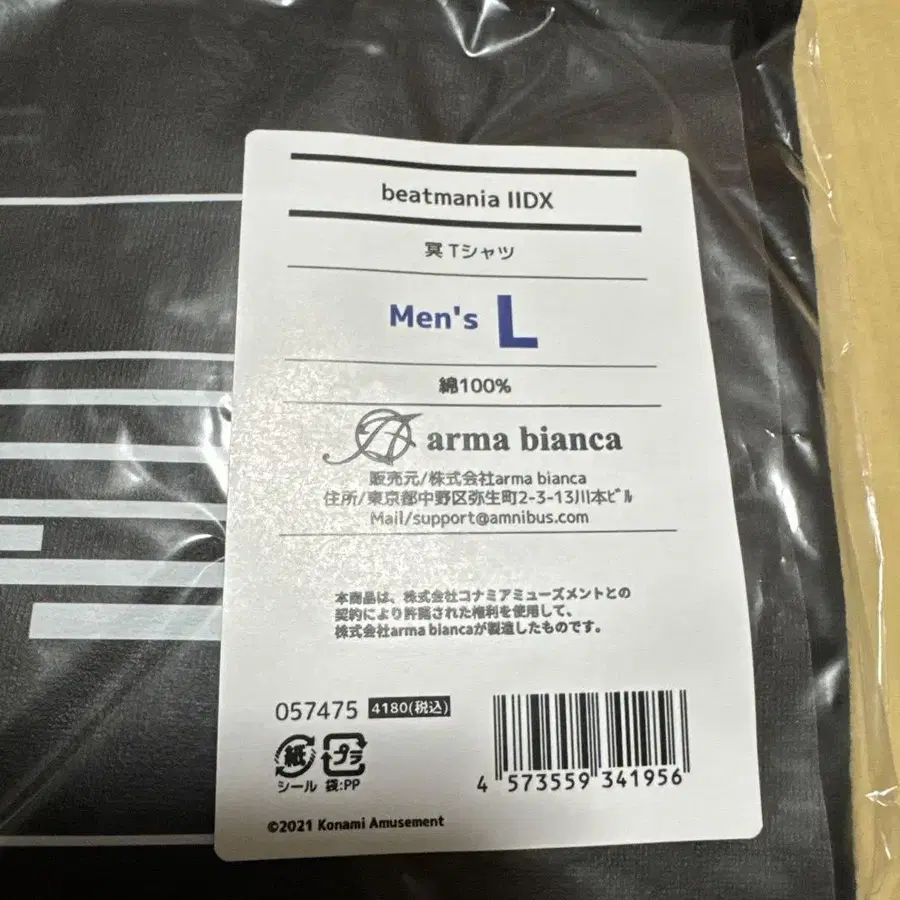 beatmania IIDX
冥 Tシャツ
Men's L
綿100%
arma bianca
販売元/株式会社arma bianca
住所/東京都中野区弥生町2-3-13川本ビル
Mail/support@amnibus.com
本商品は、株式会社コナミアミューズメントとの
契約により許諾された権利を使用して、
株式会社arma biancaが製造したものです。
057475 4180(税込)
紙 プラ
シール 袋:PP
4 573559 341956
©2021 Konami Amusement